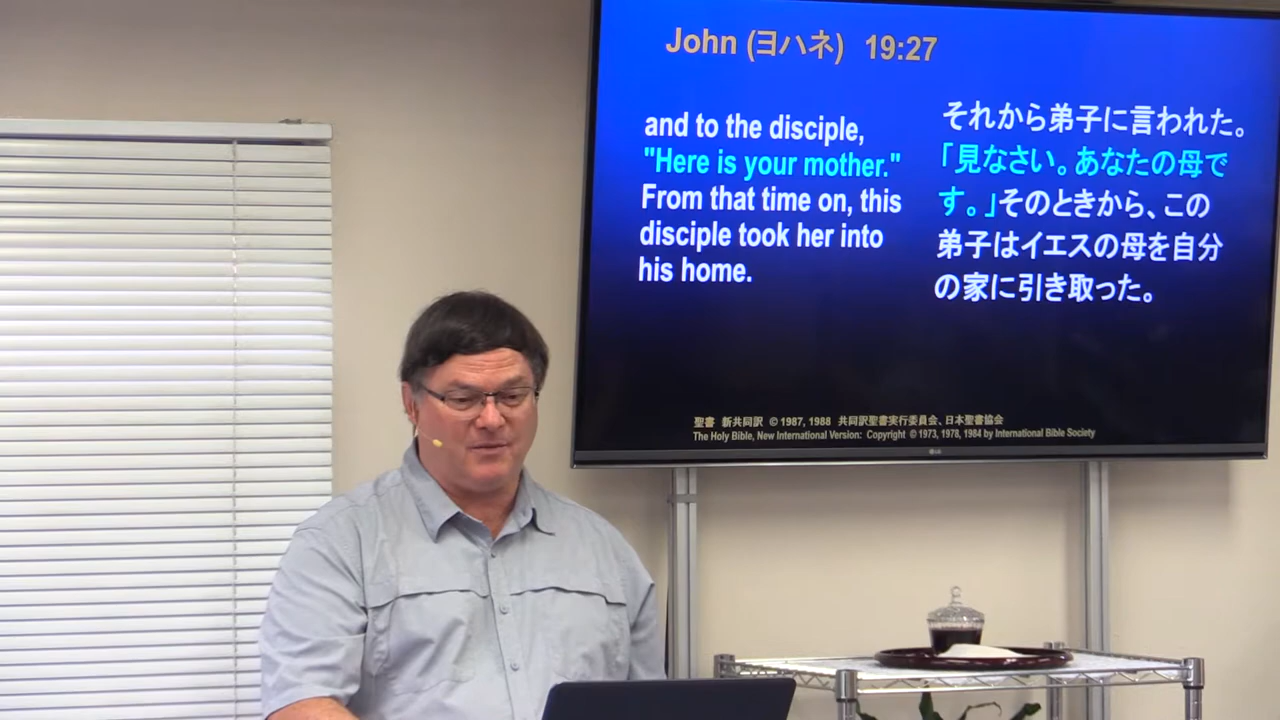 John (ヨハネ) 19:27
and to the disciple,
"Here is your mother."
From that time on, this
disciple took her into
his home.
それから弟子に言われた。
「見なさい。あなたの母で
す。」そのときから、この
弟子はイエスの母を自分
の家に引き取った。
聖書 新共同訳 ©1987, 1988 共同訳聖書実行委員会、日本聖書協会
The Holy Bible, New International Version: Copyright ©1973, 1978, 1984 by International Bible Society
LG